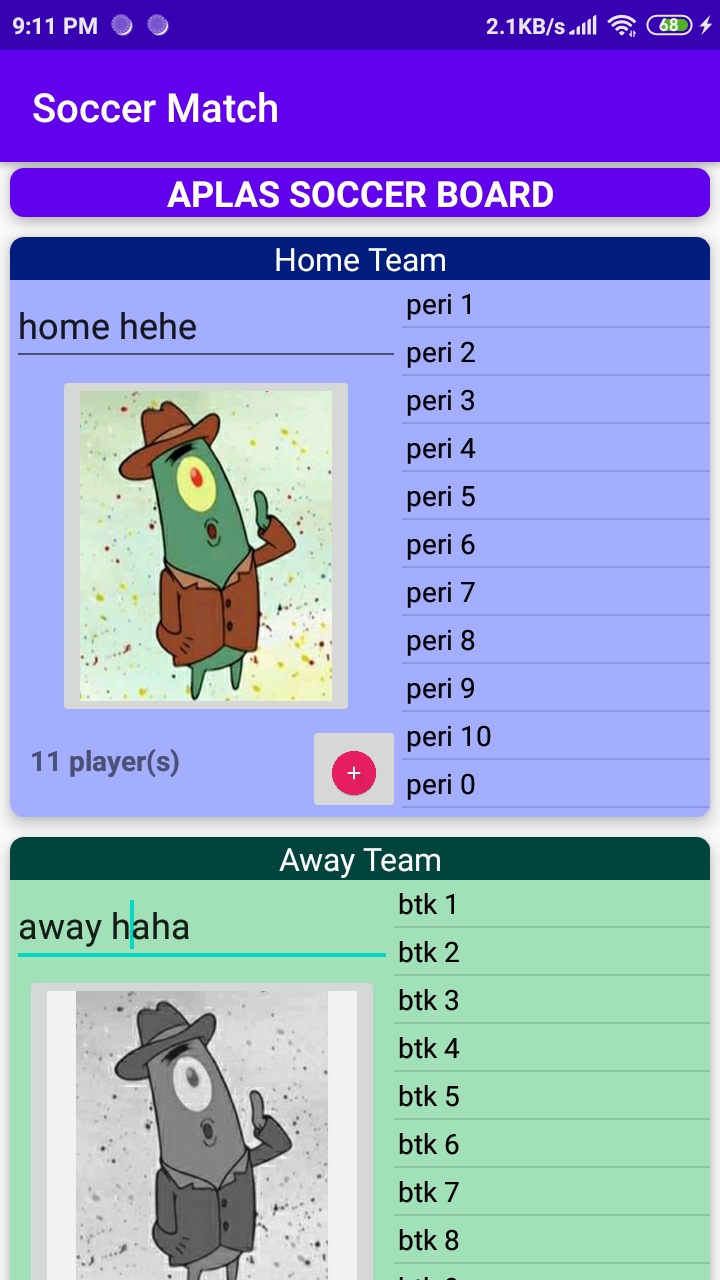 9:11 PM 2.1KB/s 68
Soccer Match
APLAS SOCCER BOARD
Home Team
home hehe
peri 1
peri 2
peri 3
peri 4
peri 5
peri 6
peri 7
peri 8
peri 9
peri 10
peri 0
11 player(s)
+
Away Team
away haha
btk 1
btk 2
btk 3
btk 4
btk 5
btk 6
btk 7
btk 8